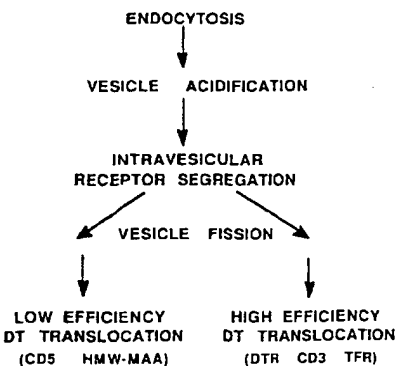 ENDOCYTOSIS
VESICLE ACIDIFICATION
INTRAVESICULAR
RECEPTOR SEGREGATION
VESICLE FISSION
LOW EFFICIENCY
DT TRANSLOCATION
(CD5 HMW-MAA)
HIGH EFFICIENCY
DT TRANSLOCATION
(DTR CD3 TFR)